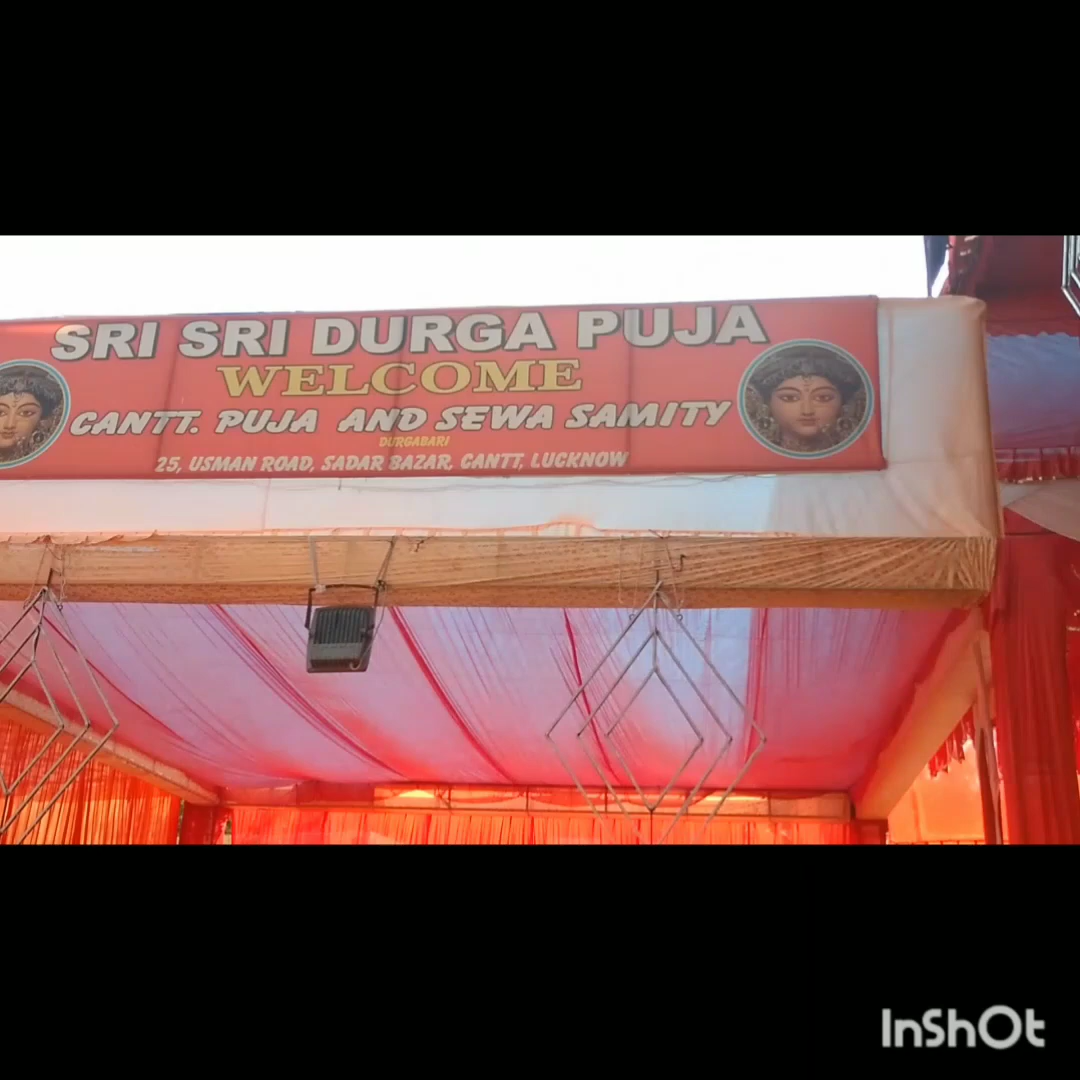 SRI SRI DURGA PUJA
WELCOME
CANTT. PUJA AND SEWA SAMITY
DURGABARI
25, USMAN ROAD, SADAR BAZAR, CANTT, LUCKNOW
InShOt